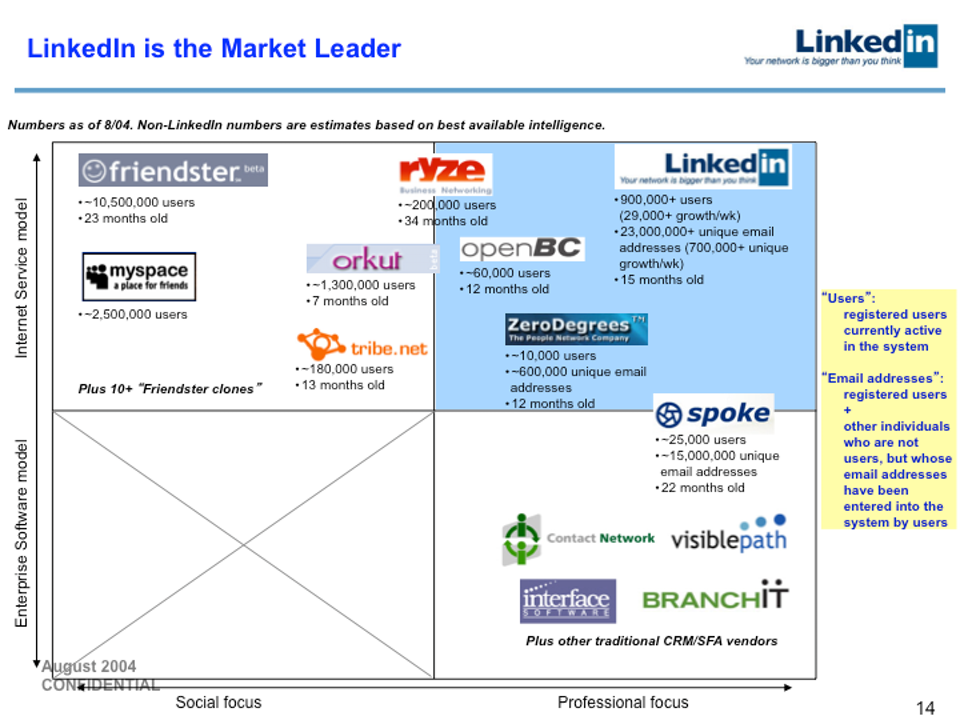 LinkedIn is the Market Leader
Linkedin
Your network is bigger than you think
Numbers as of 8/04. Non-LinkedIn numbers are estimates based on best available intelligence.
Internet Service model
friendster beta
•~10,500,000 users
•23 months old
myspace
a place for friends
•~2,500,000 users
Plus 10+ “Friendster clones”
ryze
Business Networking
•~200,000 users
•34 months old
orkut beta
•~1,300,000 users
•7 months old
tribe.net
•~180,000 users
•13 months old
Linkedin
Your network is bigger than you think
•900,000+ users
(29,000+ growth/wk)
•23,000,000+ unique email
addresses (700,000+ unique
growth/wk)
•15 months old
openBC
•~60,000 users
•12 months old
ZeroDegrees™
The People Network Company
•~10,000 users
•~600,000 unique email
addresses
•12 months old
“Users”:
registered users
currently active
in the system
“Email addresses”:
registered users
+
other individuals
who are not
users, but whose
email addresses
have been
entered into the
system by users
Enterprise Software model
spoke
•~25,000 users
•~15,000,000 unique
email addresses
•22 months old
Contact Network
visiblepath
interface
SOFTWARE
BRANCHIT
Plus other traditional CRM/SFA vendors
August 2004
CONFIDENTIAL
Social focus
Professional focus
14